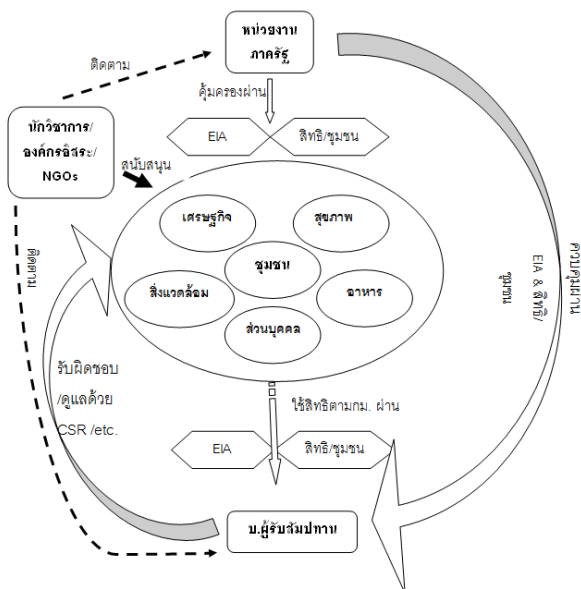 หน่วยงาน
ภาครัฐ
ติดตาม
คุ้มครองผ่าน
นักวิชาการ/
องค์กรอิสระ/
NGOs
EIA
สิทธิ/ชุมชน
สนับสนุน
เศรษฐกิจ
สุขภาพ
ชุมชน
สิ่งแวดล้อม
อาหาร
ส่วนบุคคล
ติดตาม
ควบคุมผ่าน
EIA & สิทธิ/
ชุมชน
รับผิดชอบ
/ดูแลด้วย
CSR /etc.
ใช้สิทธิตามกม. ผ่าน
EIA
สิทธิ/ชุมชน
บ.ผู้รับสัมปทาน